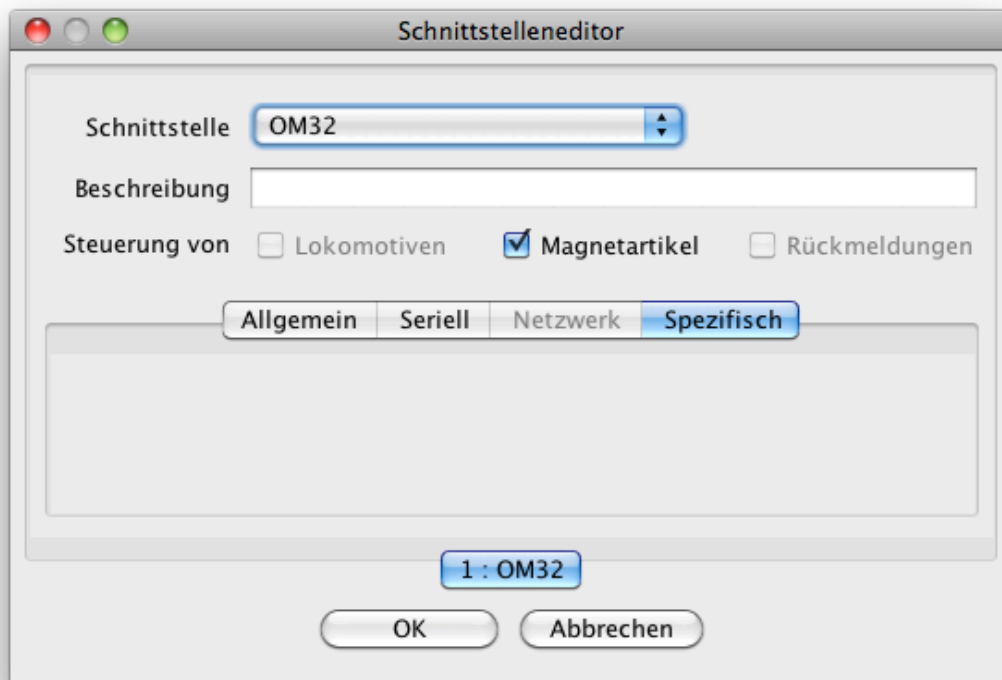 Schnittstelleneditor
Schnittstelle OM32
Beschreibung
Steuerung von Lokomotiven Magnetartikel Rückmeldungen
Allgemein Seriell Netzwerk Spezifisch
1 : OM32
OK Abbrechen